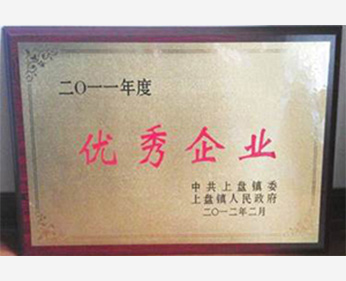 二〇一一年度
优秀企业
中共上盘镇委
上盘镇人民政府
二〇一二年二月